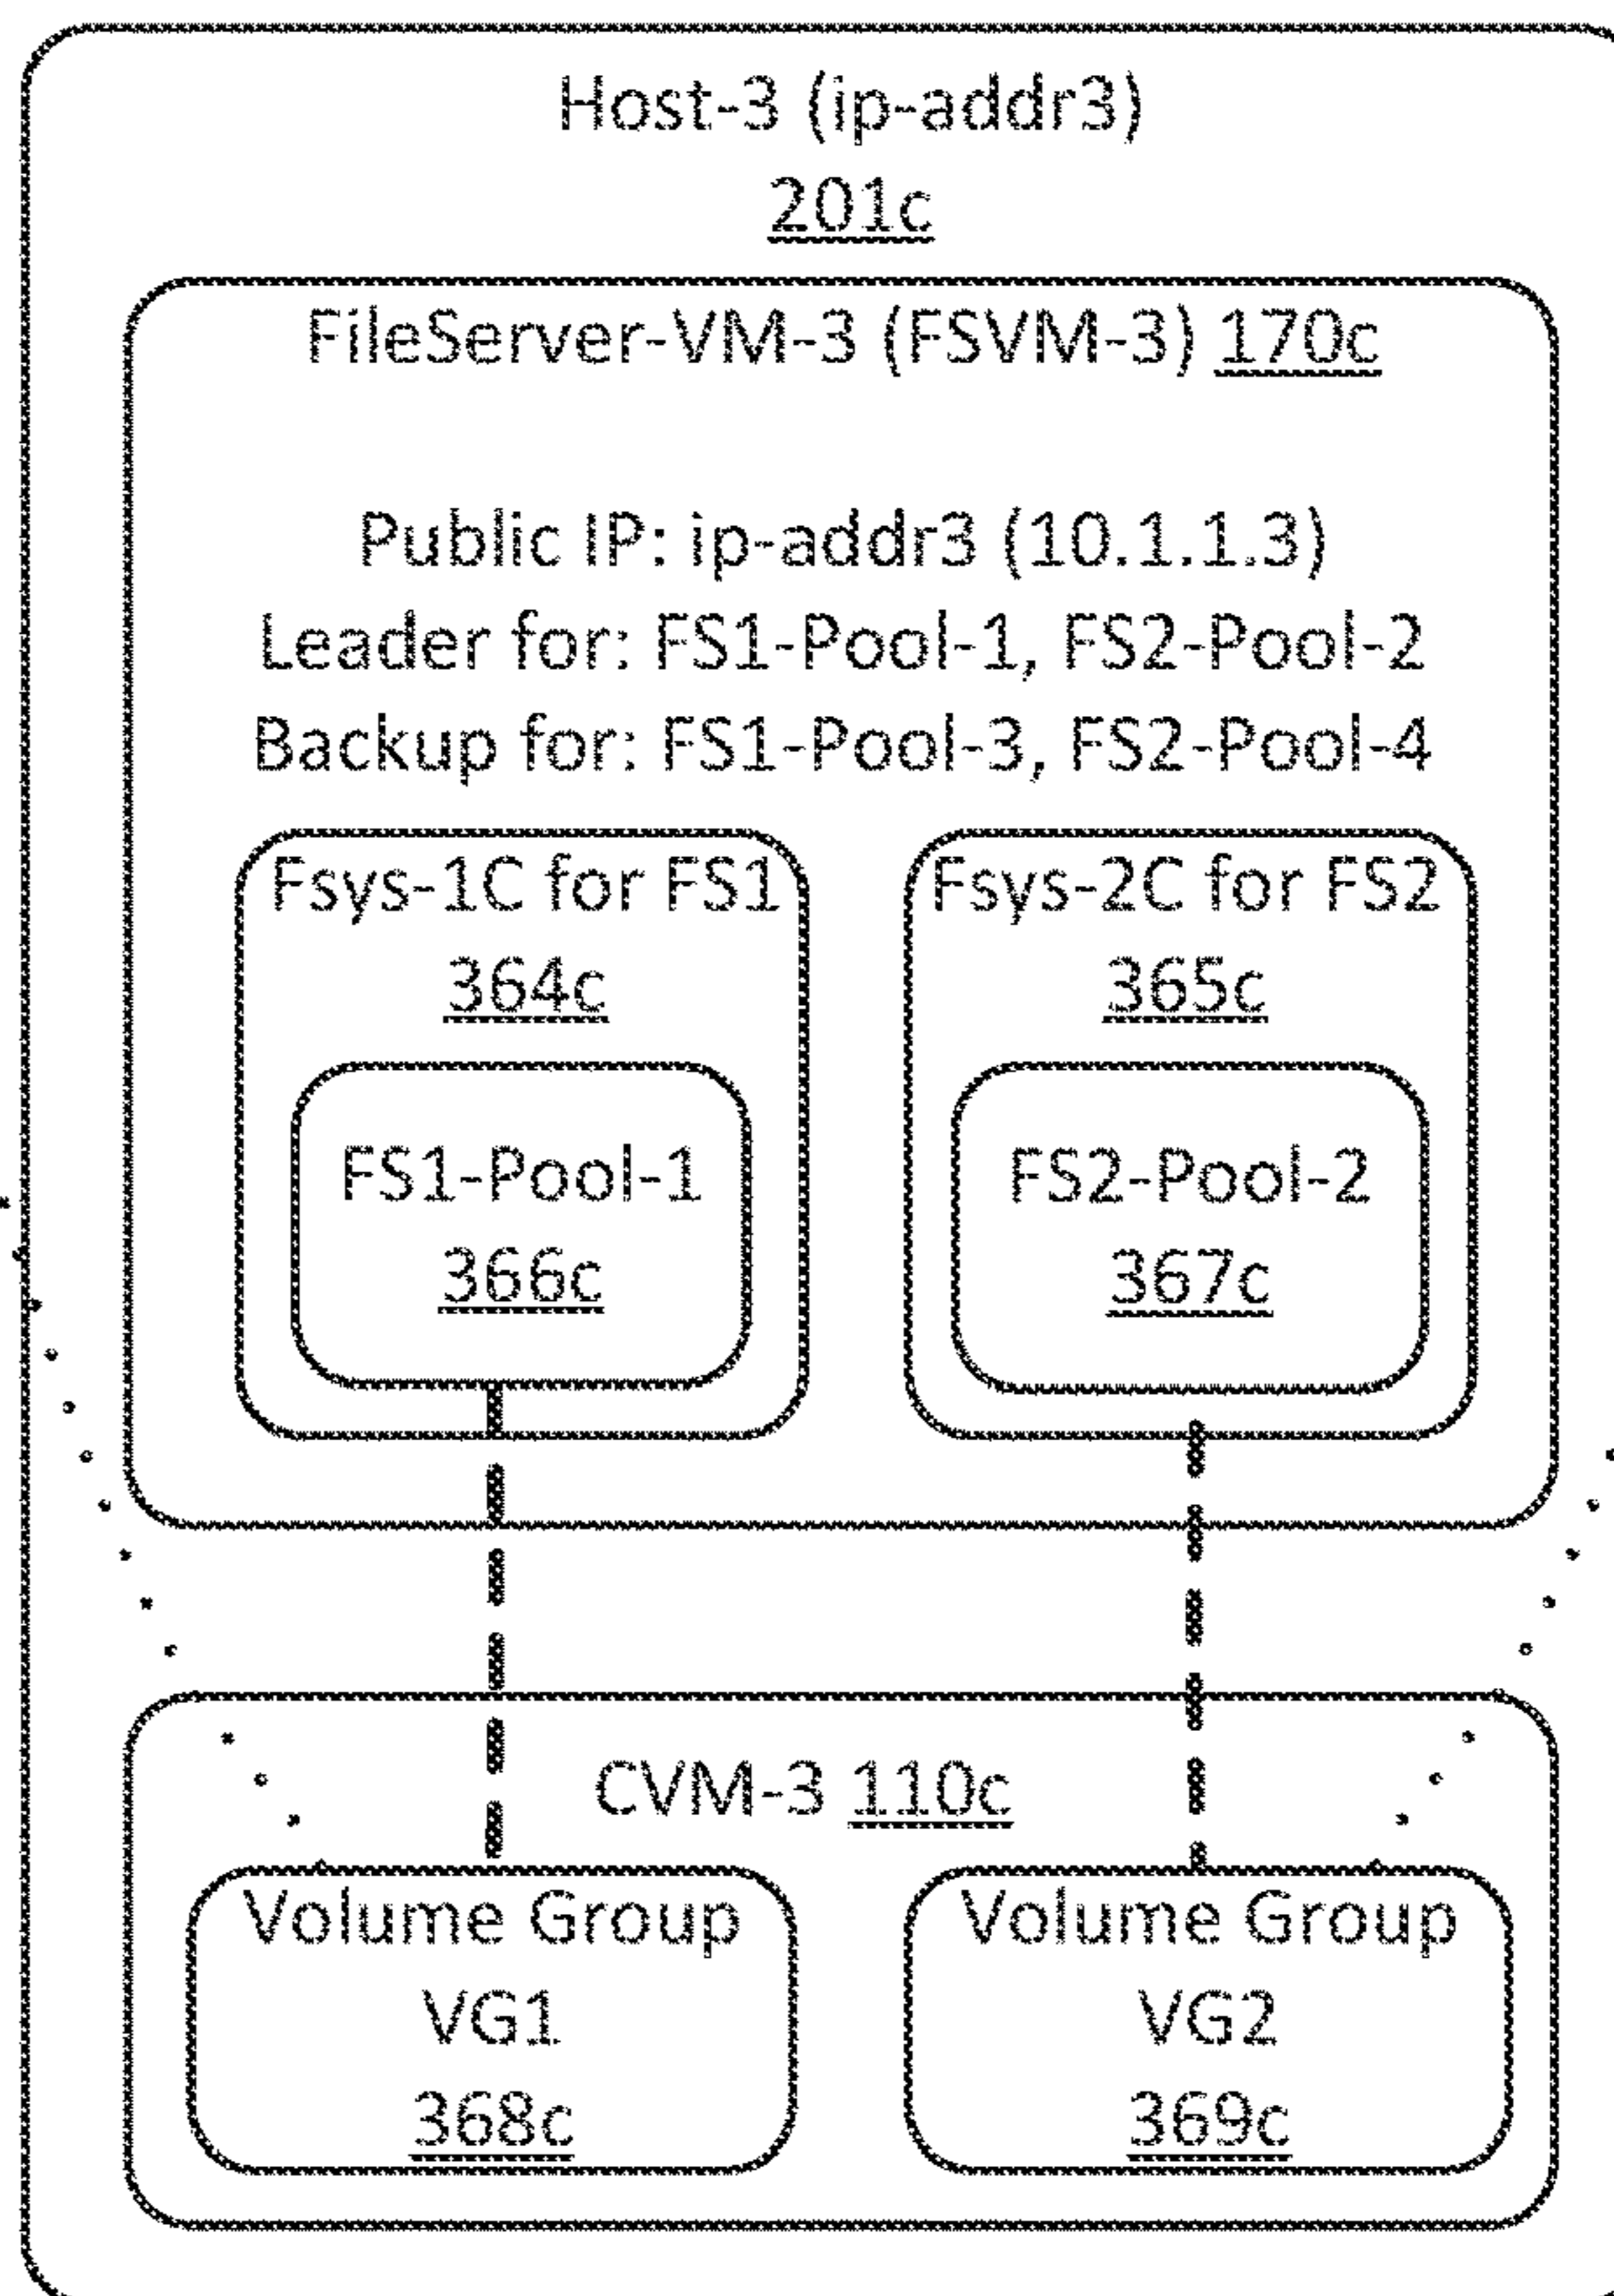 Host-3 (ip-addr3)
201c
FileServer-VM-3 (FSVM-3) 170c
Public IP: ip-addr3 (10.1.1.3)
Leader for: FS1-Pool-1, FS2-Pool-2
Backup for: FS1-Pool-3, FS2-Pool-4
Fsys-1C for FS1
364c
FS1-Pool-1
366c
Fsys-2C for FS2
365c
FS2-Pool-2
367c
CVM-3 110c
Volume Group
VG1
368c
Volume Group
VG2
369c